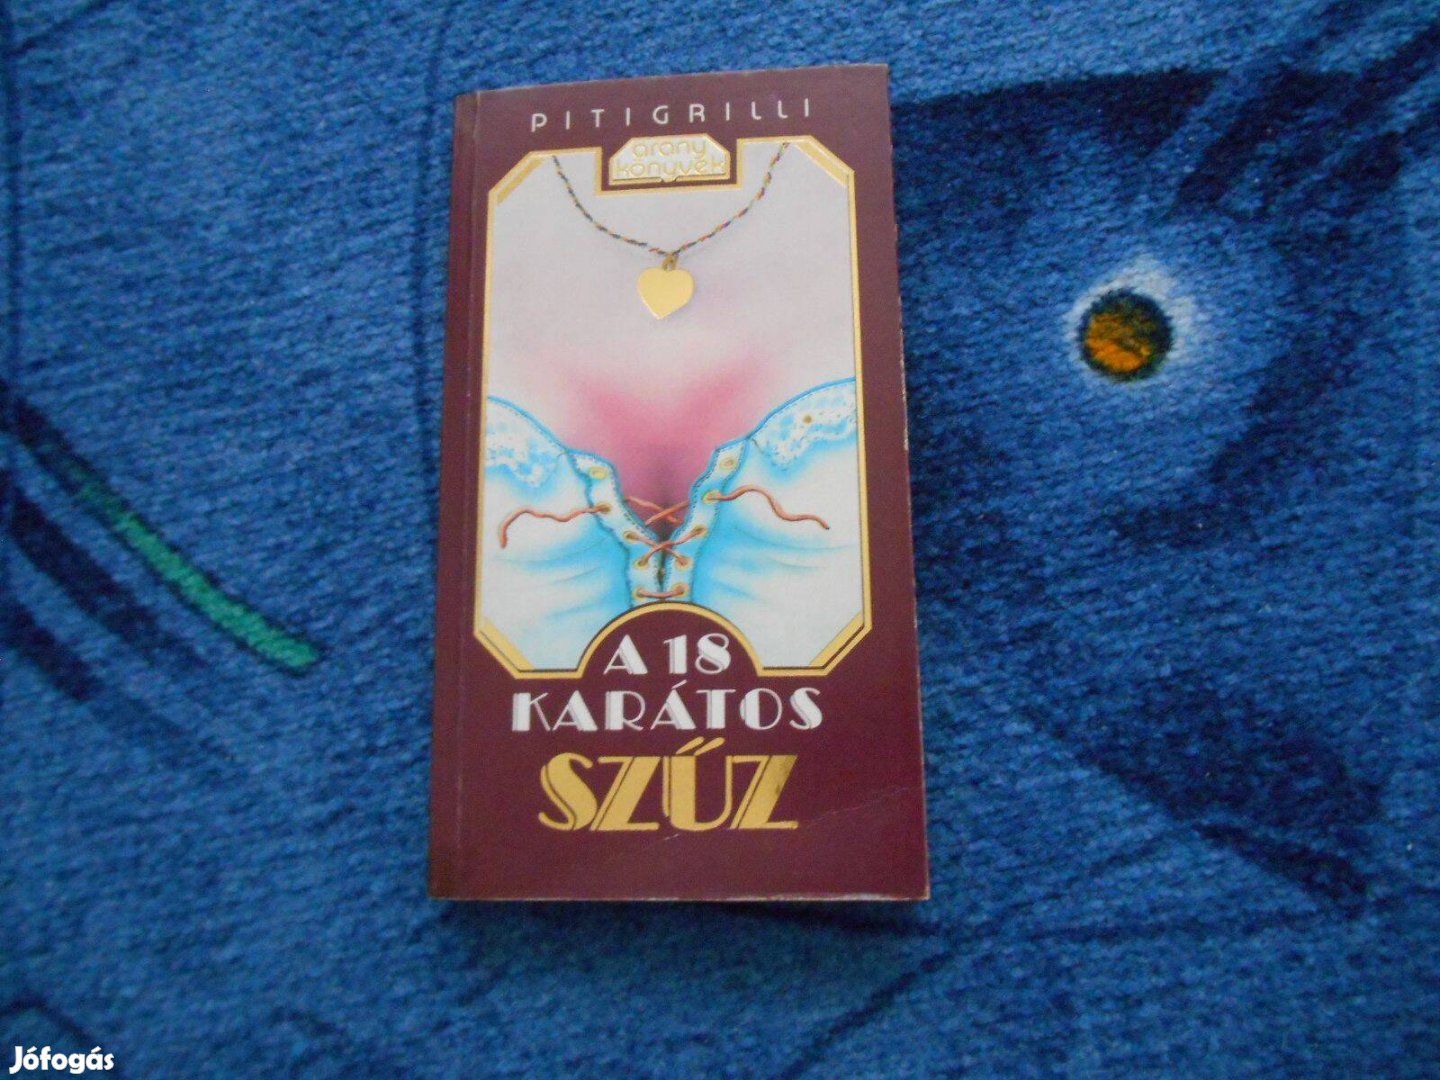 PITIGRILLI
arany
könyvek
A 18
KARÁTOS
SZŰZ
Jófogás